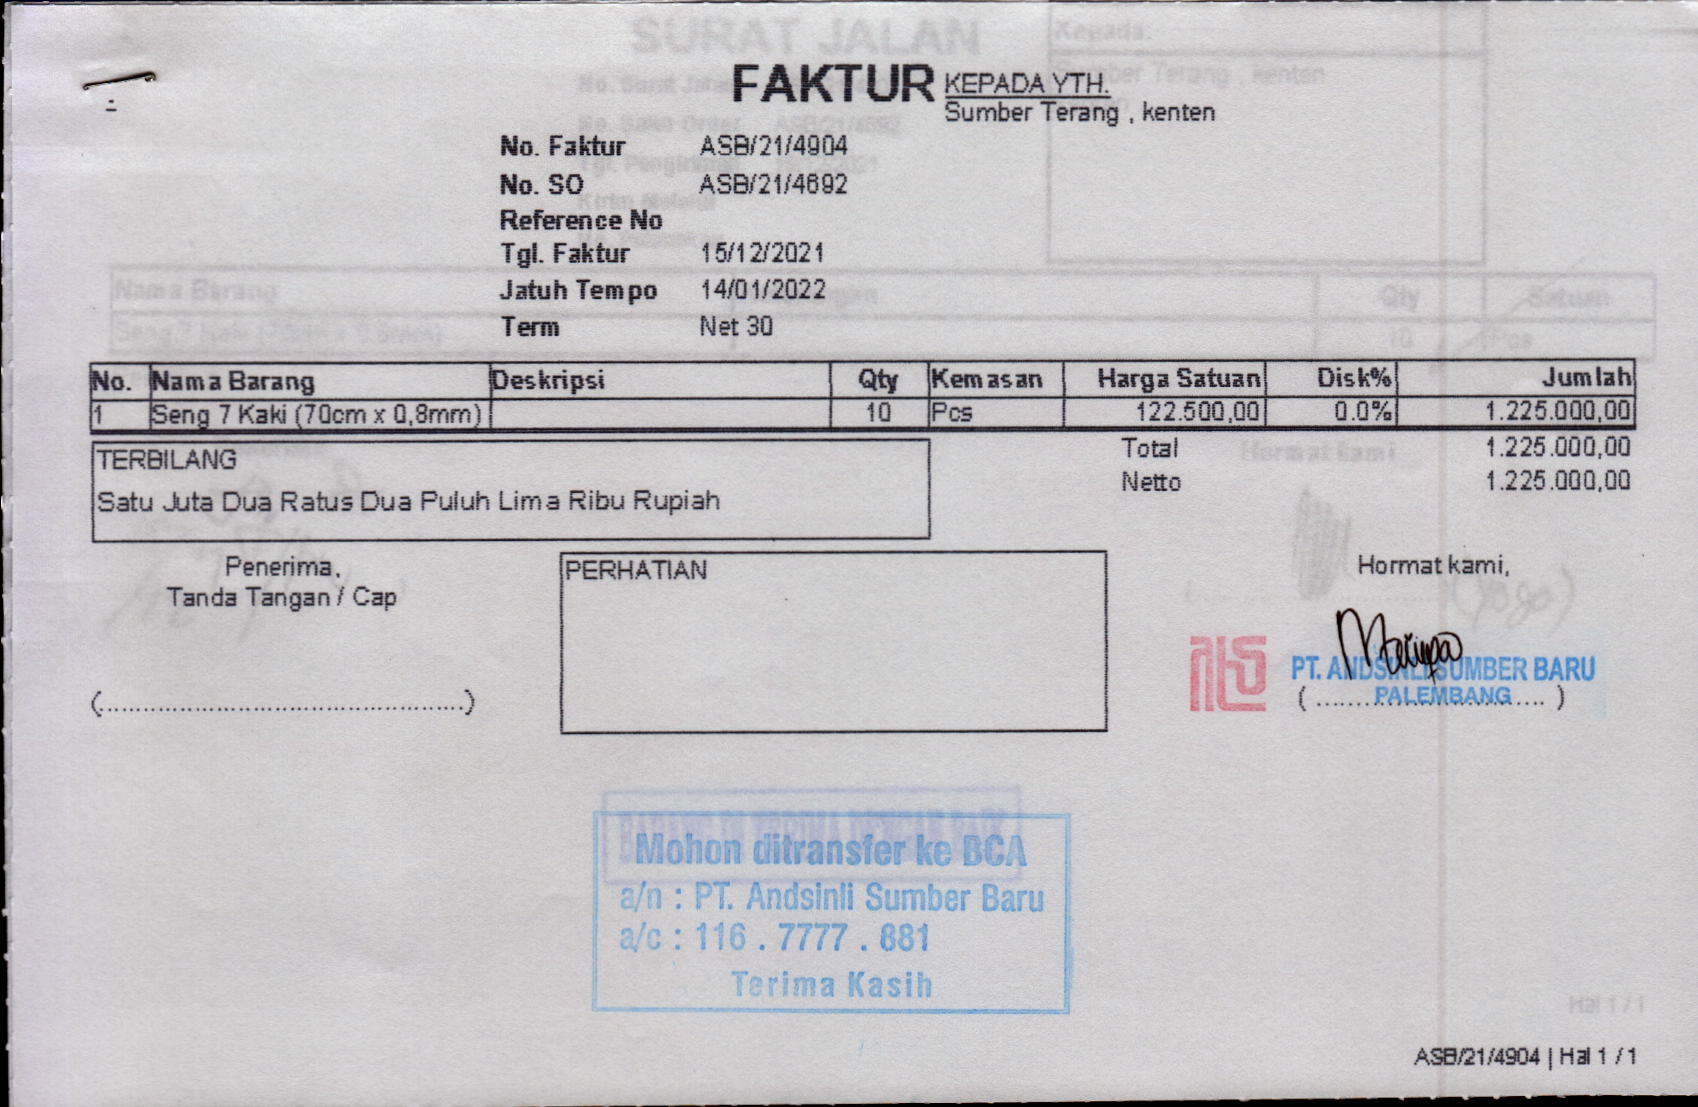 FAKTUR
KEPADA YTH.
Sumber Terang , kenten
No. Faktur ASB/21/4904
No. SO ASB/21/4692
Reference No
Tgl. Faktur 15/12/2021
Jatuh Tempo 14/01/2022
Term Net 30
No. Nama Barang Deskripsi Qty Kemasan Harga Satuan Disk% Jumlah
1 Seng 7 Kaki (70cm x 0,8mm) 10 Pcs 122.500,00 0.0% 1.225.000,00
Total 1.225.000,00
Netto 1.225.000,00
TERBILANG
Satu Juta Dua Ratus Dua Puluh Lima Ribu Rupiah
Penerima,
Tanda Tangan / Cap
(..................................................)
PERHATIAN
Hormat kami,
PT. ANDSINLI SUMBER BARU
PALEMBANG
Mohon ditransfer ke BCA
a/n : PT. Andsinli Sumber Baru
a/c : 116 . 7777 . 881
Terima Kasih
ASB/21/4904 | Hal 1 / 1